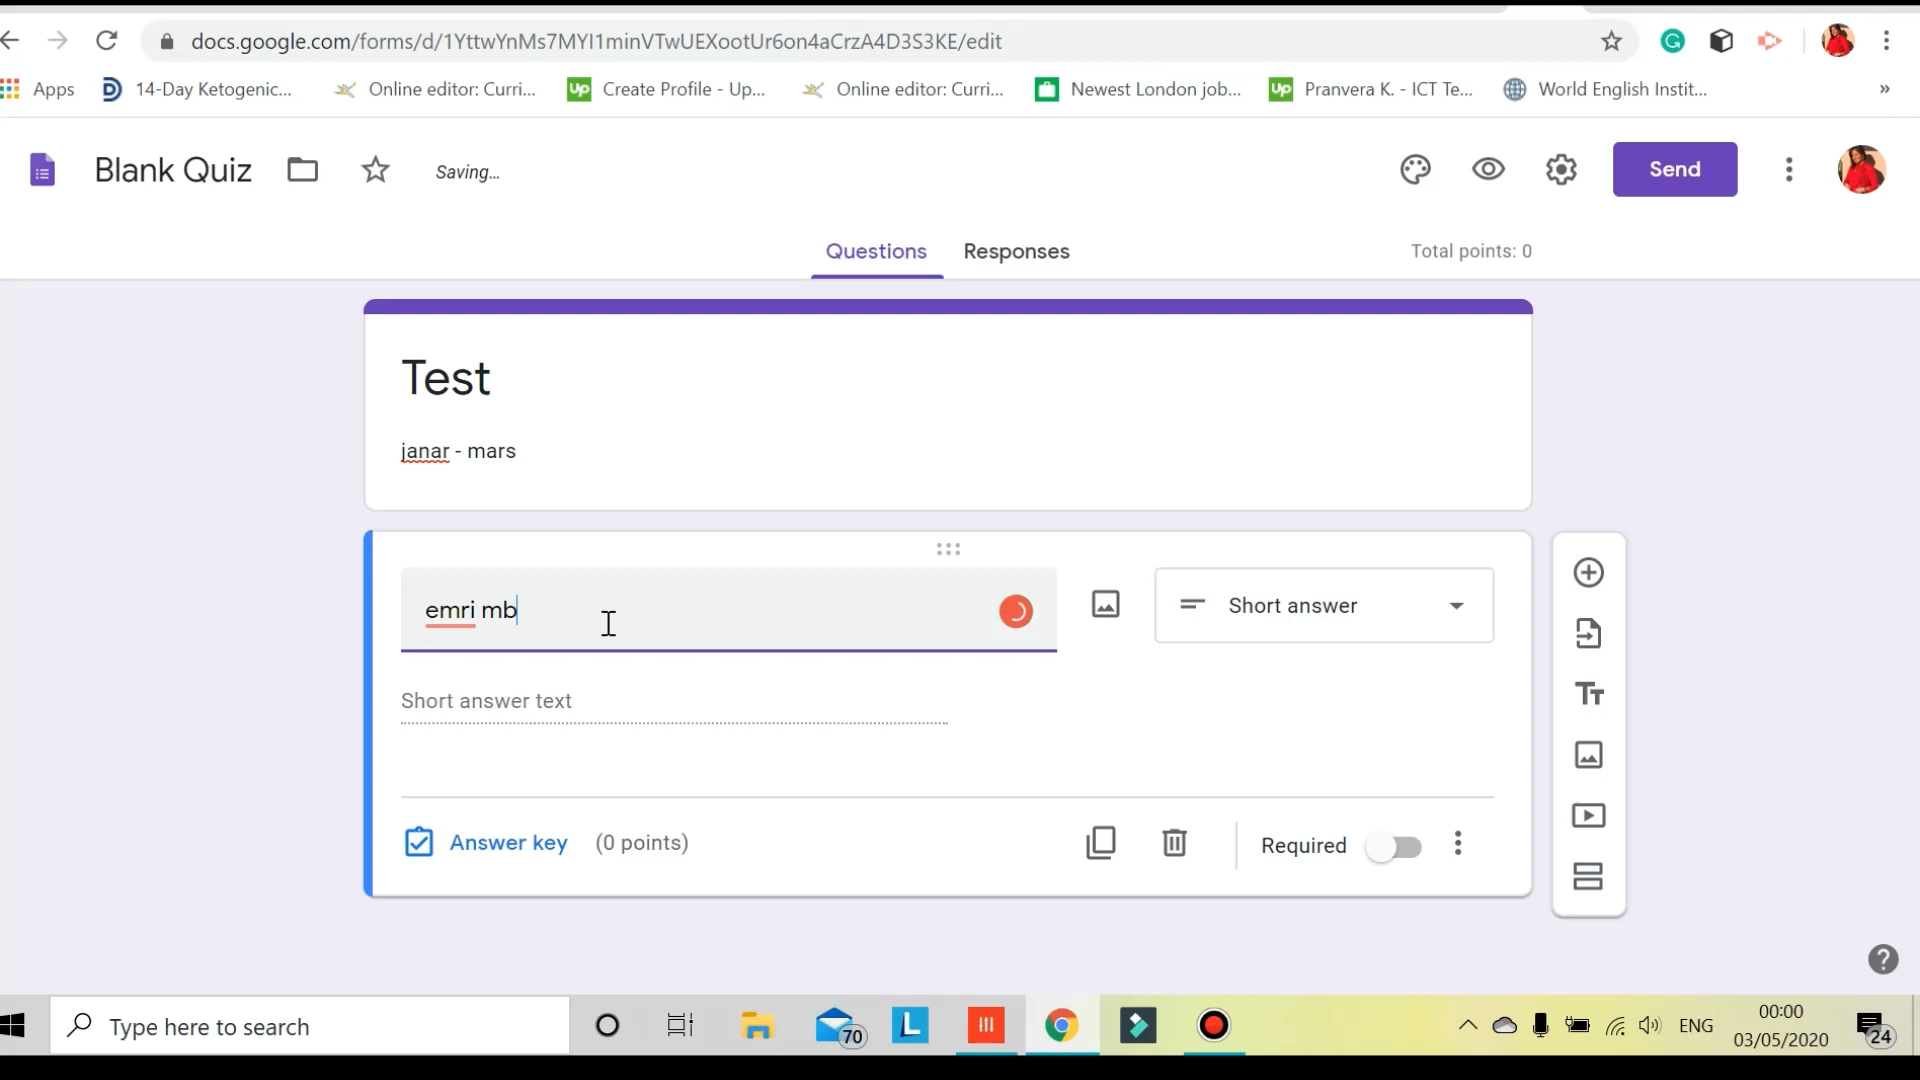 docs.google.com/forms/d/1YttwYnMs7MYI1minVTwUEXootUr6on4aCrzA4D3S3KE/edit
Apps
14-Day Ketogenic...
Online editor: Curri...
Up
Create Profile - Up...
Online editor: Curri...
Newest London job...
Up
Pranvera K. - ICT Te...
World English Instit...
»
Blank Quiz
Saving...
Send
Questions
Responses
Total points: 0
Test
janar - mars
emri mb
Short answer
Short answer text
Answer key
(0 points)
Required
Type here to search
70
L
ENG
00:00
03/05/2020
24